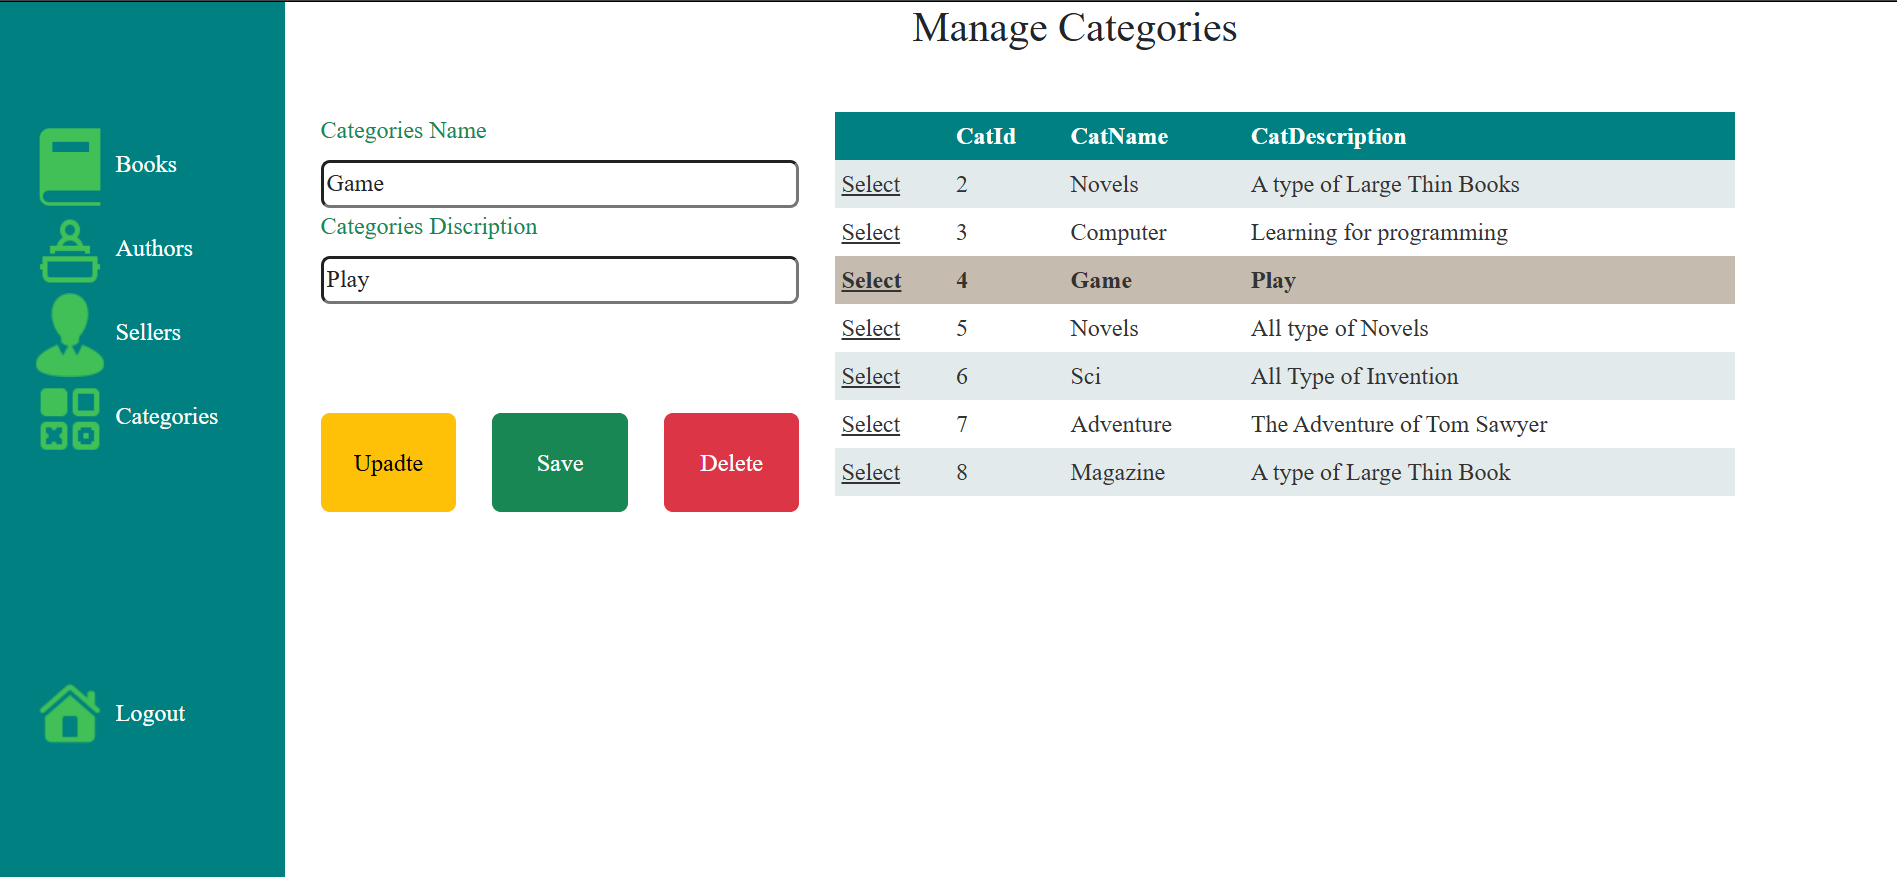 Manage Categories
Books
Authors
Sellers
Categories
Logout
Categories Name
Game
Categories Discription
Play
Upadte Save Delete
CatId CatName CatDescription
Select 2 Novels A type of Large Thin Books
Select 3 Computer Learning for programming
Select 4 Game Play
Select 5 Novels All type of Novels
Select 6 Sci All Type of Invention
Select 7 Adventure The Adventure of Tom Sawyer
Select 8 Magazine A type of Large Thin Book